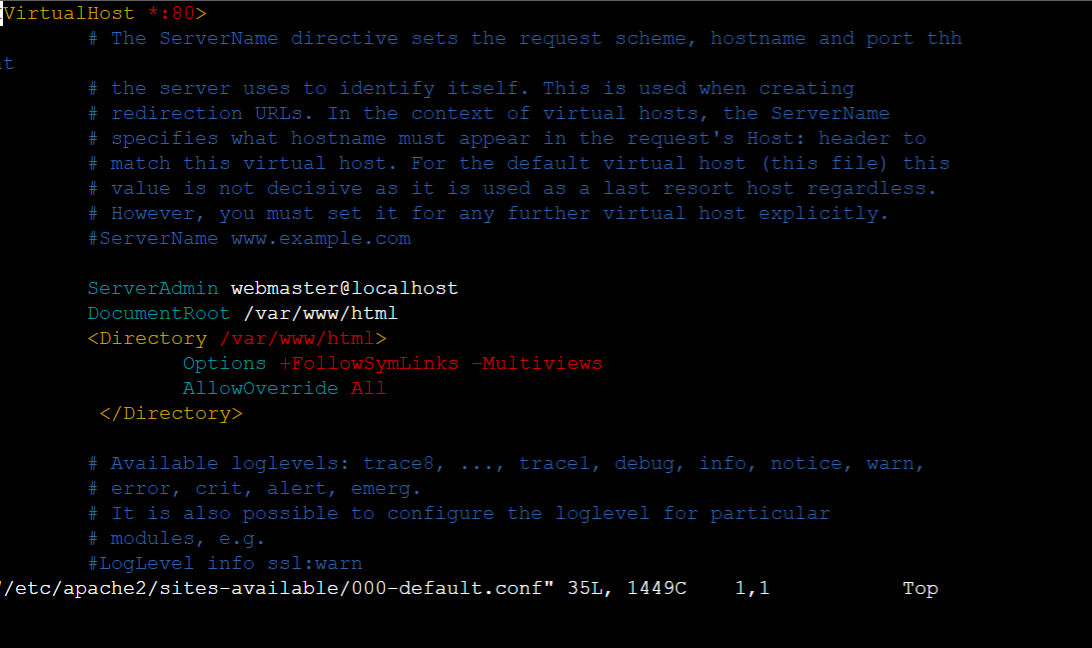 VirtualHost *:80>
# The ServerName directive sets the request scheme, hostname and port thh
at
# the server uses to identify itself. This is used when creating
# redirection URLs. In the context of virtual hosts, the ServerName
# specifies what hostname must appear in the request's Host: header to
# match this virtual host. For the default virtual host (this file) this
# value is not decisive as it is used as a last resort host regardless.
# However, you must set it for any further virtual host explicitly.
#ServerName www.example.com
ServerAdmin webmaster@localhost
DocumentRoot /var/www/html
<Directory /var/www/html>
Options +FollowSymLinks -Multiviews
AllowOverride All
</Directory>
# Available loglevels: trace8, ..., trace1, debug, info, notice, warn,
# error, crit, alert, emerg.
# It is also possible to configure the loglevel for particular
# modules, e.g.
#LogLevel info ssl:warn
"/etc/apache2/sites-available/000-default.conf" 35L, 1449C 1,1 Top